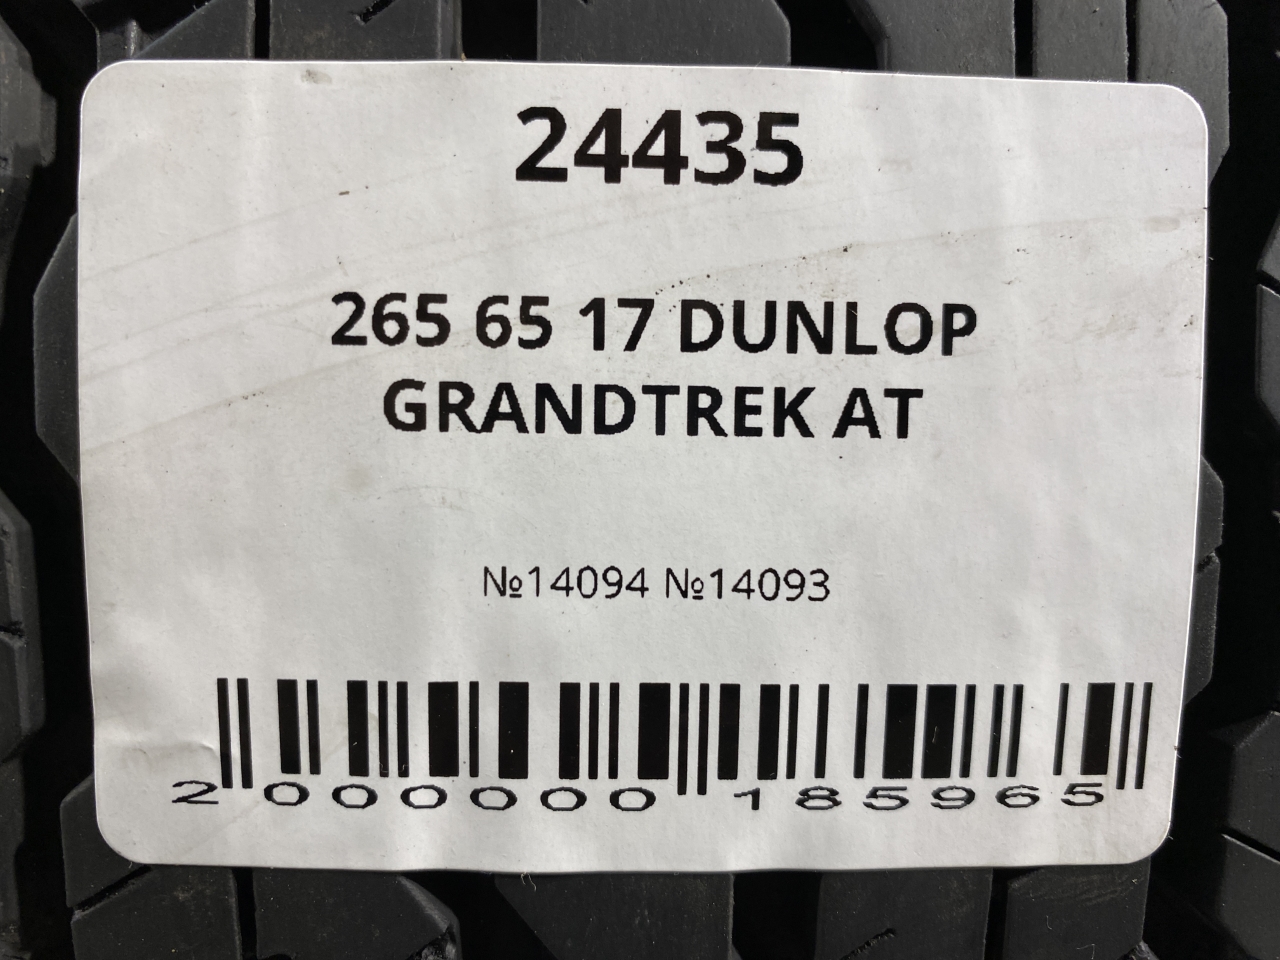 24435
265 65 17 DUNLOP
GRANDTREK AT
№14094 №14093
2 000000 185965